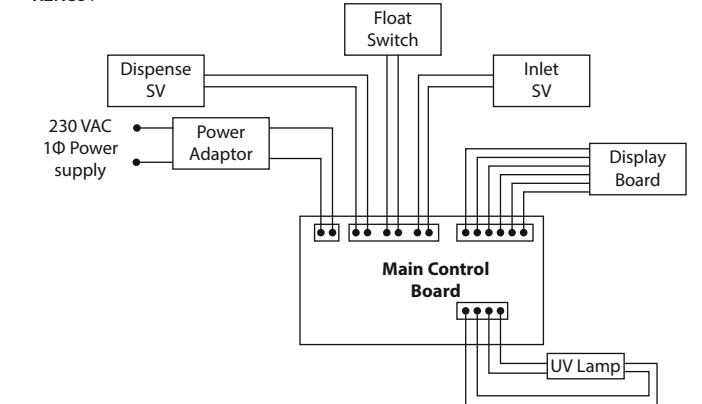 Float
Switch
Dispense
SV
Inlet
SV
230 VAC
1Φ Power
supply
Power
Adaptor
Display
Board
Main Control
Board
UV Lamp